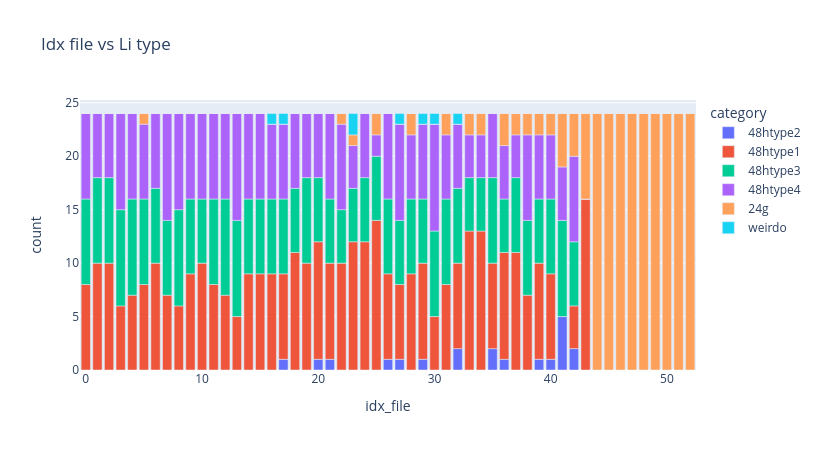 Idx file vs Li type
category
48htype2
48htype1
48htype3
48htype4
24g
weirdo
count
25
20
15
10
5
0
0 10 20 30 40 50
idx_file